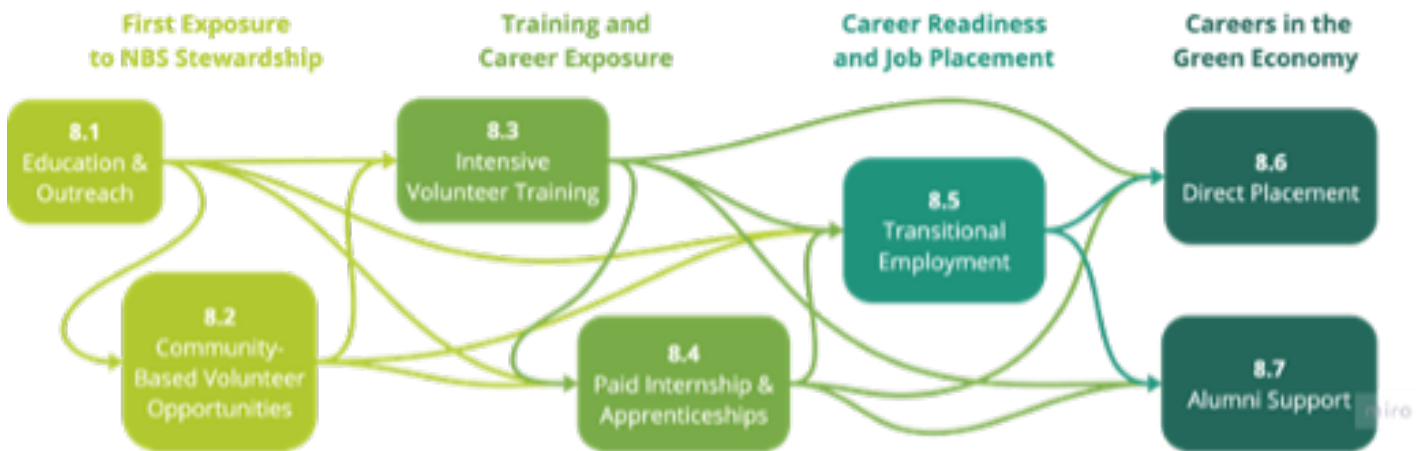 First Exposure
to NBS Stewardship
Training and
Career Exposure
Career Readiness
and Job Placement
Careers in the
Green Economy
8.1
Education &
Outreach
8.2
Community-
Based Volunteer
Opportunities
8.3
Intensive
Volunteer Training
8.4
Paid Internship &
Apprenticeships
8.5
Transitional
Employment
8.6
Direct Placement
8.7
Alumni Support
miro